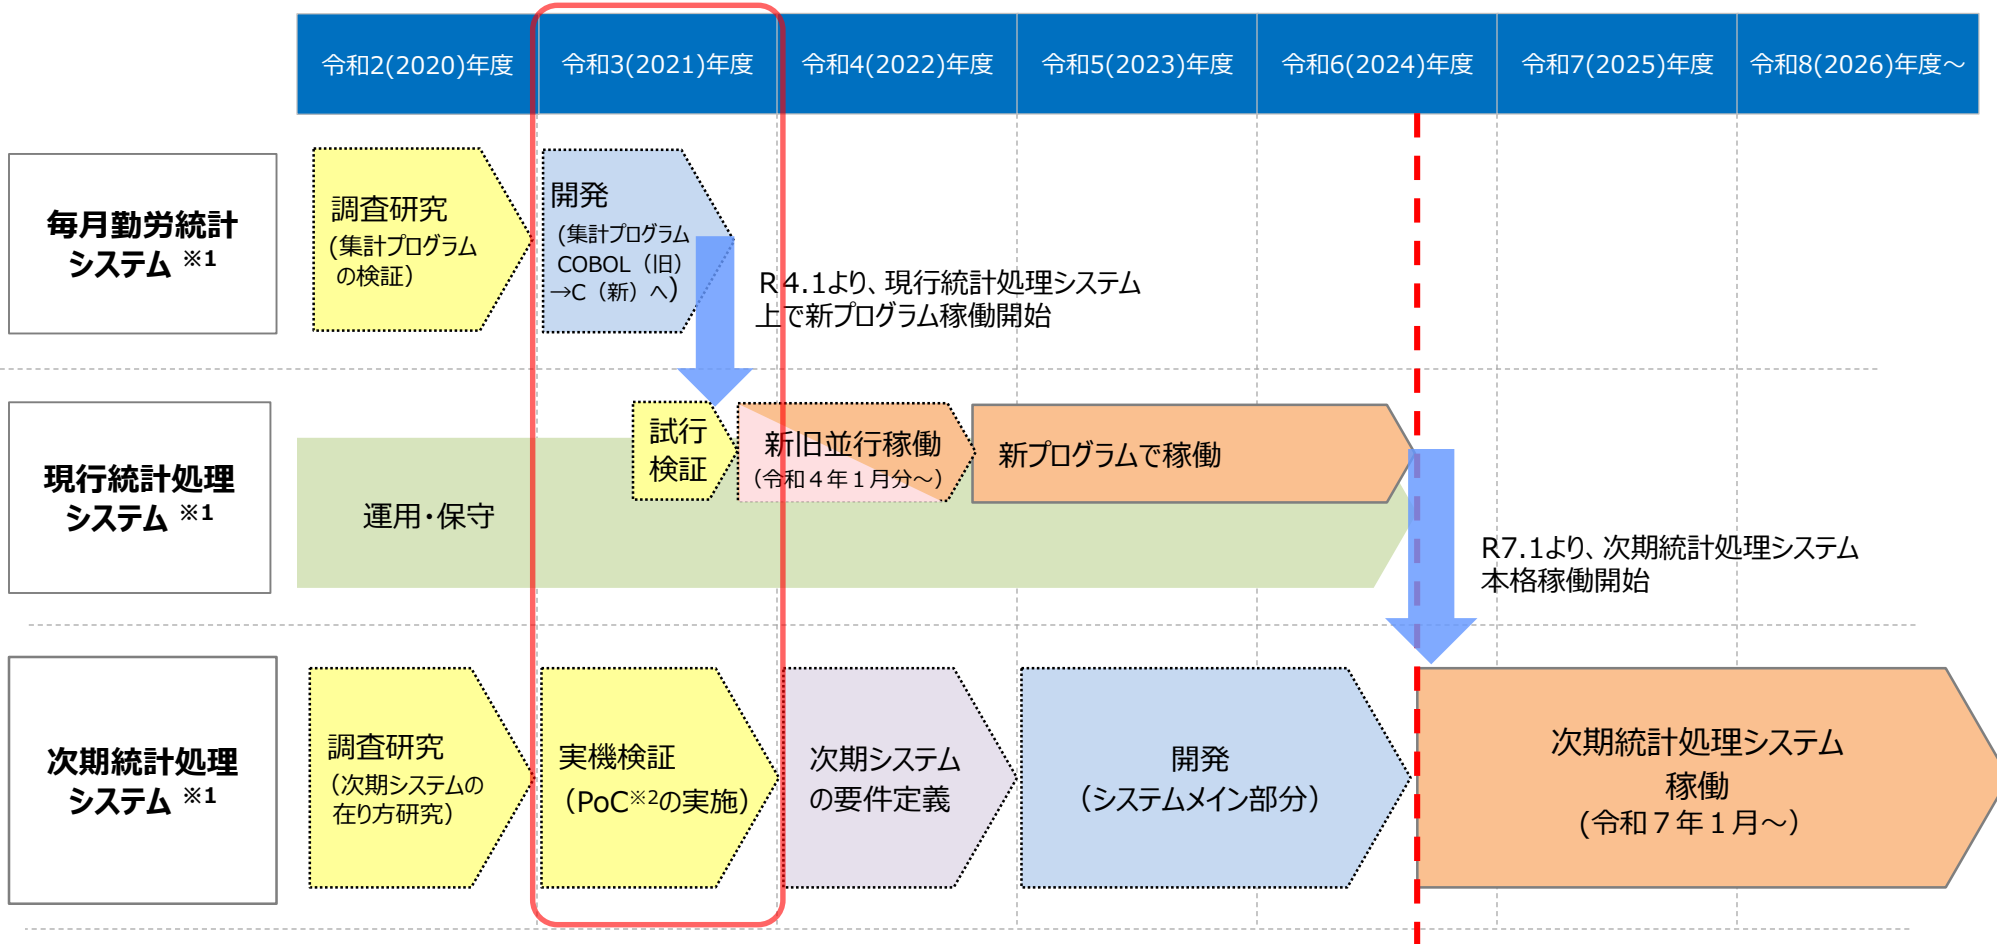 令和2(2020)年度
令和3(2021)年度
令和4(2022)年度
令和5(2023)年度
令和6(2024)年度
令和7(2025)年度
令和8(2026)年度～
毎月勤労統計
システム ※1
調査研究
(集計プログラム
の検証）
開発
(集計プログラム
COBOL（旧）
→C（新）へ)
R４.1より、現行統計処理システム
上で新プログラム稼働開始
現行統計処理
システム ※1
運用・保守
試行
検証
新旧並行稼働
（令和４年１月分～）
新プログラムで稼働
R7.1より、次期統計処理システム
本格稼働開始
次期統計処理
システム ※1
調査研究
（次期システムの
在り方研究）
実機検証
（PoC※2の実施）
次期システム
の要件定義
開発
（システムメイン部分）
次期統計処理システム
稼働
(令和７年１月～）